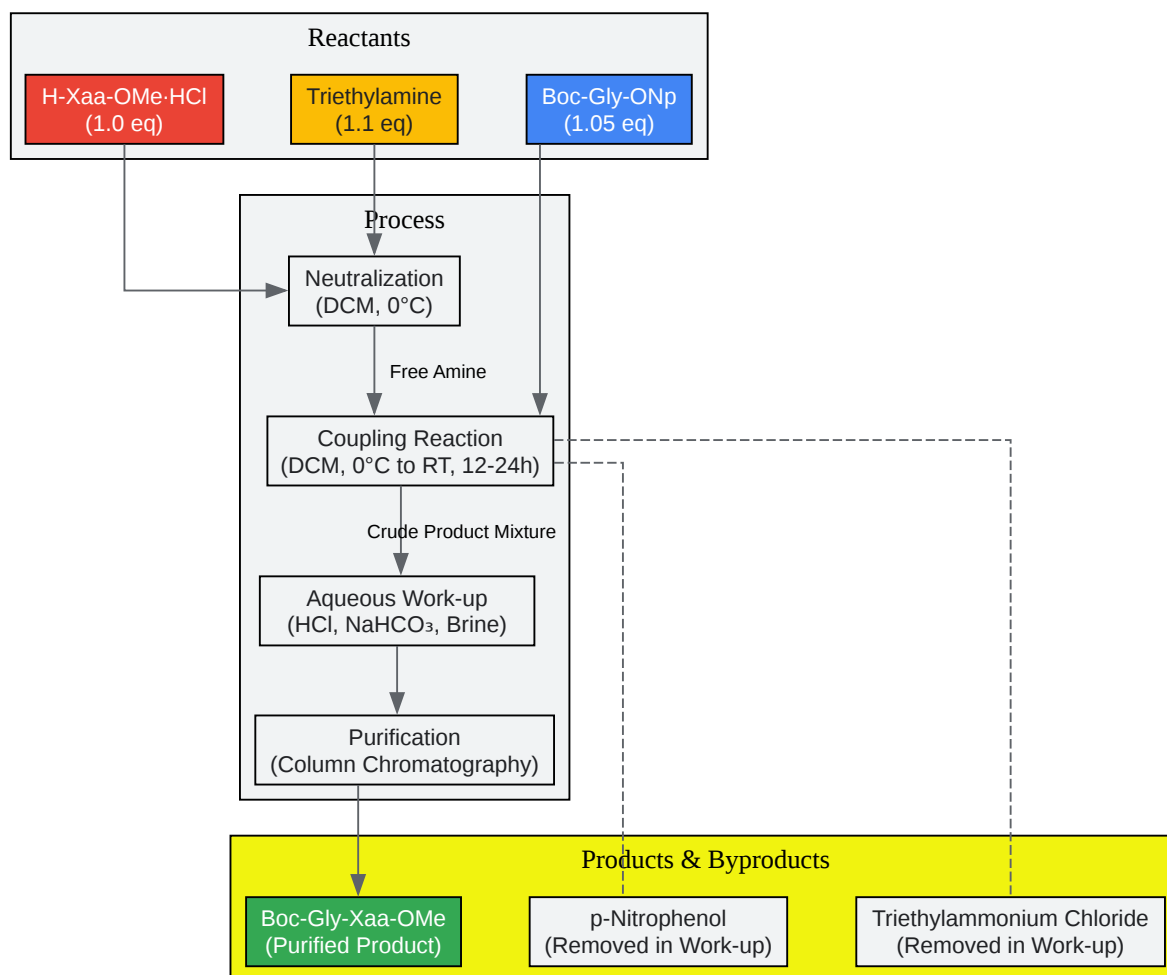 Reactants
H-Xaa-OMe·HCl
(1.0 eq)
Triethylamine
(1.1 eq)
Boc-Gly-ONp
(1.05 eq)
Process
Neutralization
(DCM, 0°C)
Free Amine
Coupling Reaction
(DCM, 0°C to RT, 12-24h)
Crude Product Mixture
Aqueous Work-up
(HCl, NaHCO₃, Brine)
Purification
(Column Chromatography)
Products & Byproducts
Boc-Gly-Xaa-OMe
(Purified Product)
p-Nitrophenol
(Removed in Work-up)
Triethylammonium Chloride
(Removed in Work-up)